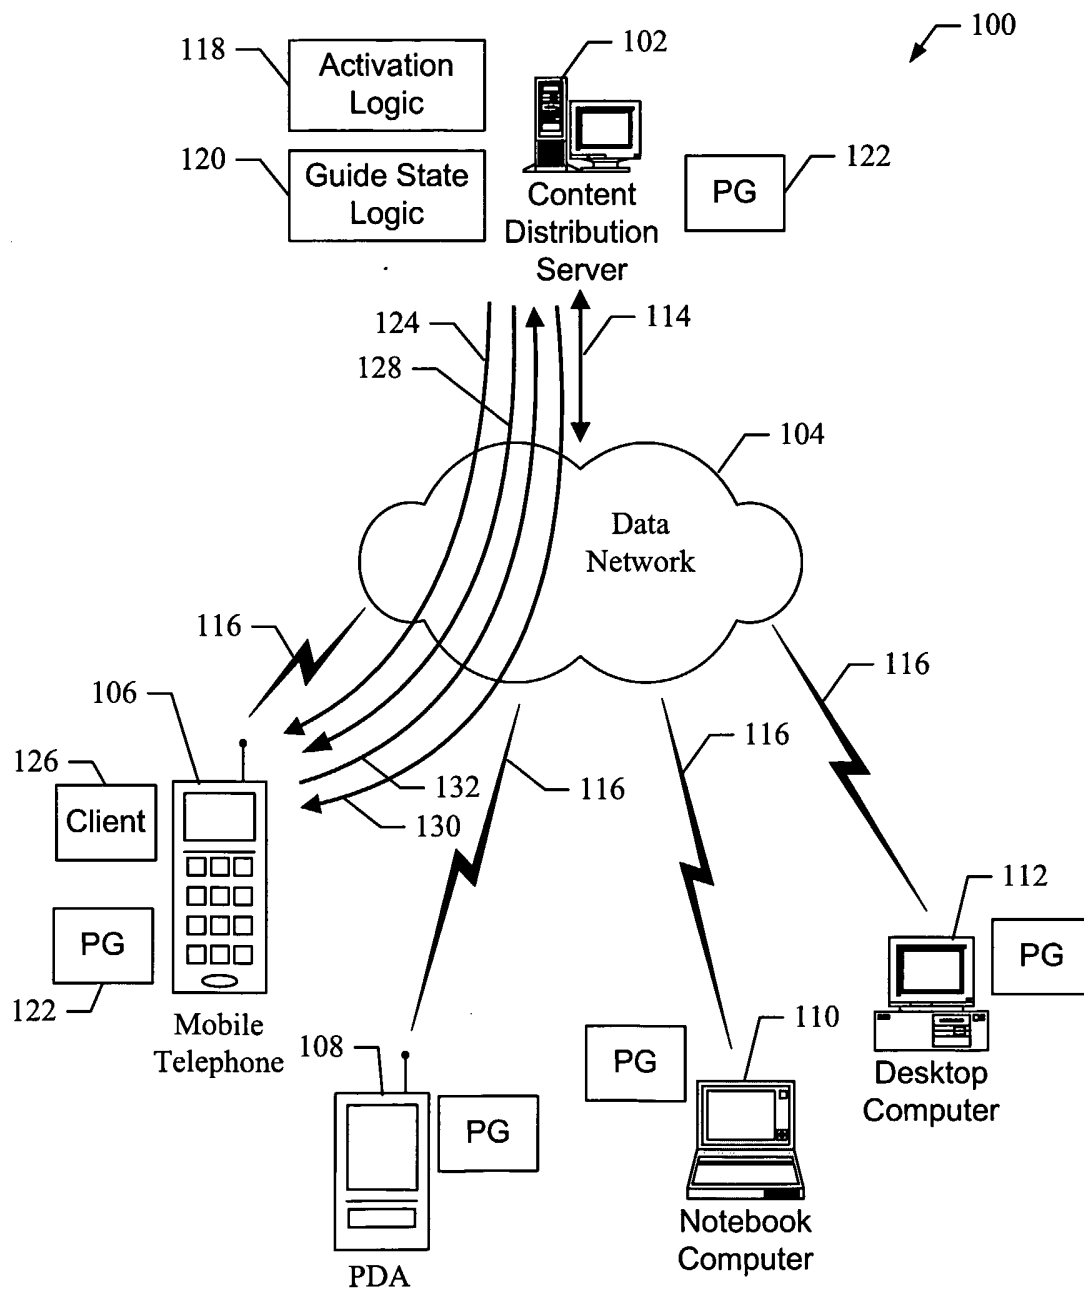 100
118
Activation
Logic
102
120
Guide State
Logic
122
PG
Content
Distribution
Server
124
114
128
104
Data
Network
116
116
106
116
126
132
116
Client
130
112
PG
PG
122
110
Mobile
Telephone
108
PG
Desktop
Computer
PG
Notebook
Computer
PDA